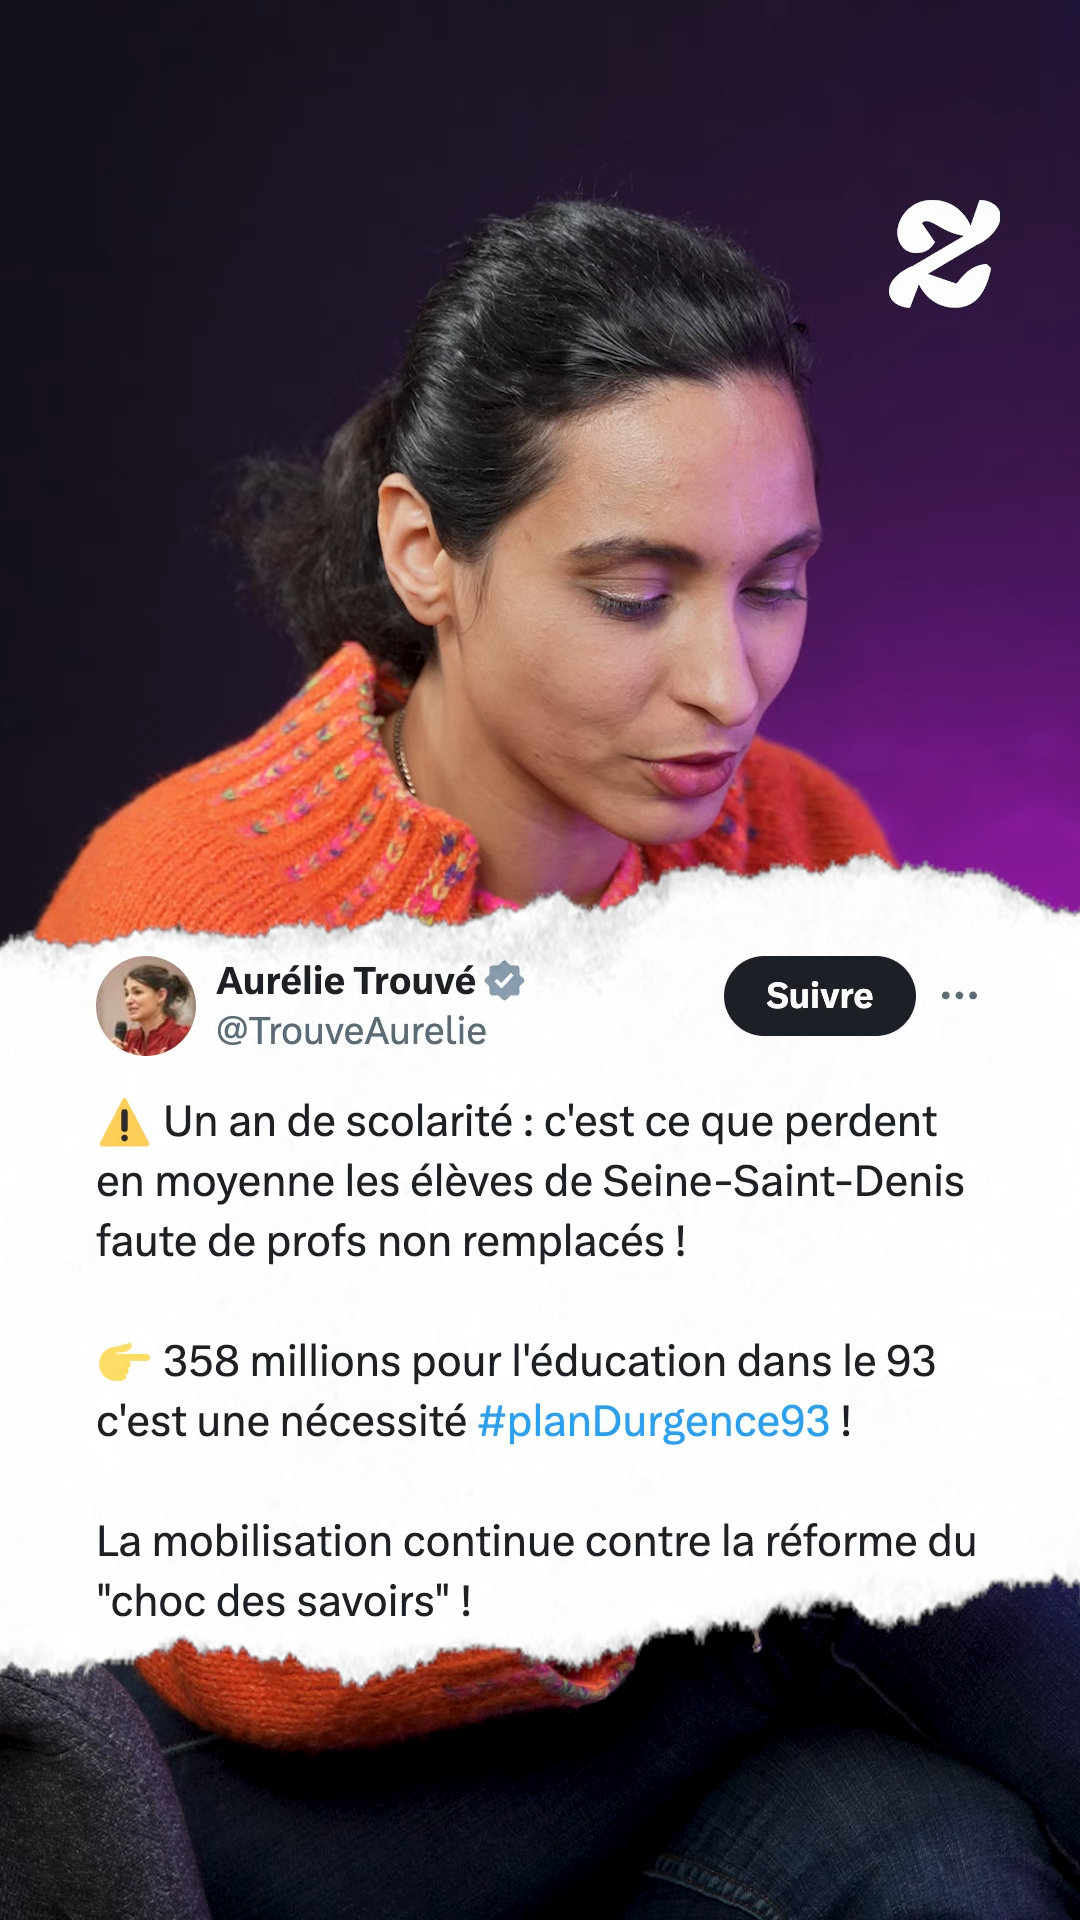 Aurélie Trouvé
Suivre
@TrouveAurelie
⚠️ Un an de scolarité : c'est ce que perdent
en moyenne les élèves de Seine-Saint-Denis
faute de profs non remplacés !
👉 358 millions pour l'éducation dans le 93
c'est une nécessité #planDurgence93 !
La mobilisation continue contre la réforme du
"choc des savoirs" !